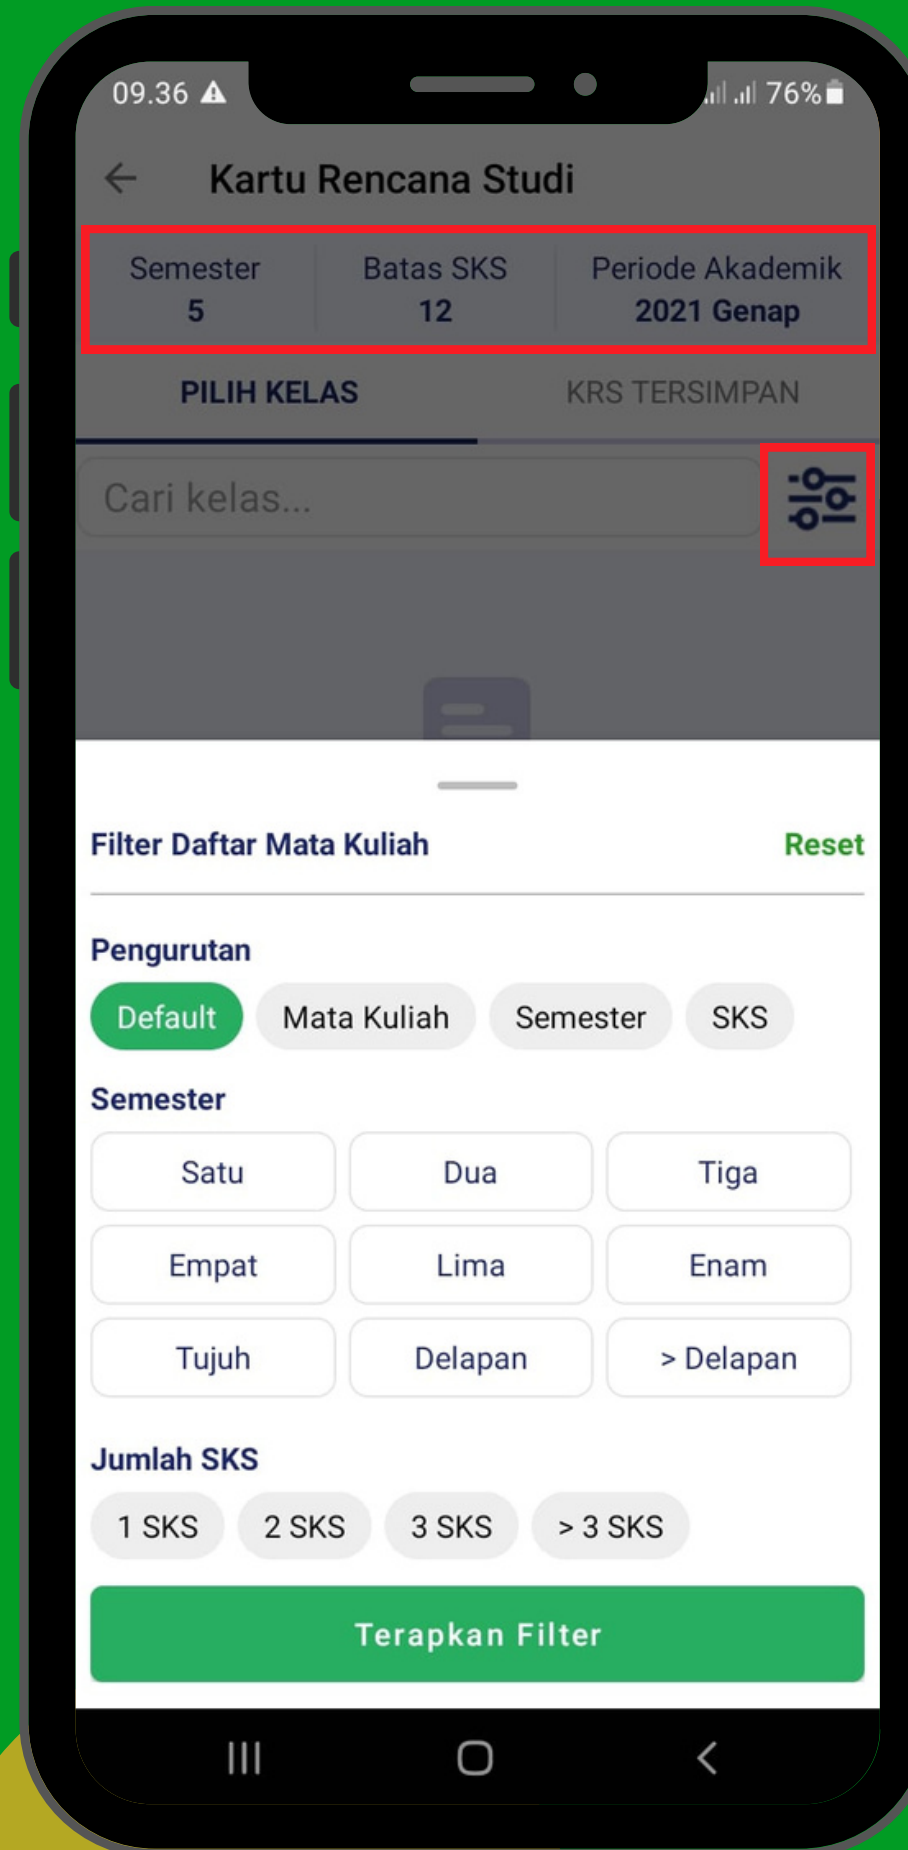 09.36 76%
Kartu Rencana Studi
Semester Batas SKS Periode Akademik
5 12 2021 Genap
PILIH KELAS KRS TERSIMPAN
Cari kelas...
Filter Daftar Mata Kuliah Reset
Pengurutan
Default Mata Kuliah Semester SKS
Semester
Satu Dua Tiga
Empat Lima Enam
Tujuh Delapan > Delapan
Jumlah SKS
1 SKS 2 SKS 3 SKS > 3 SKS
Terapkan Filter